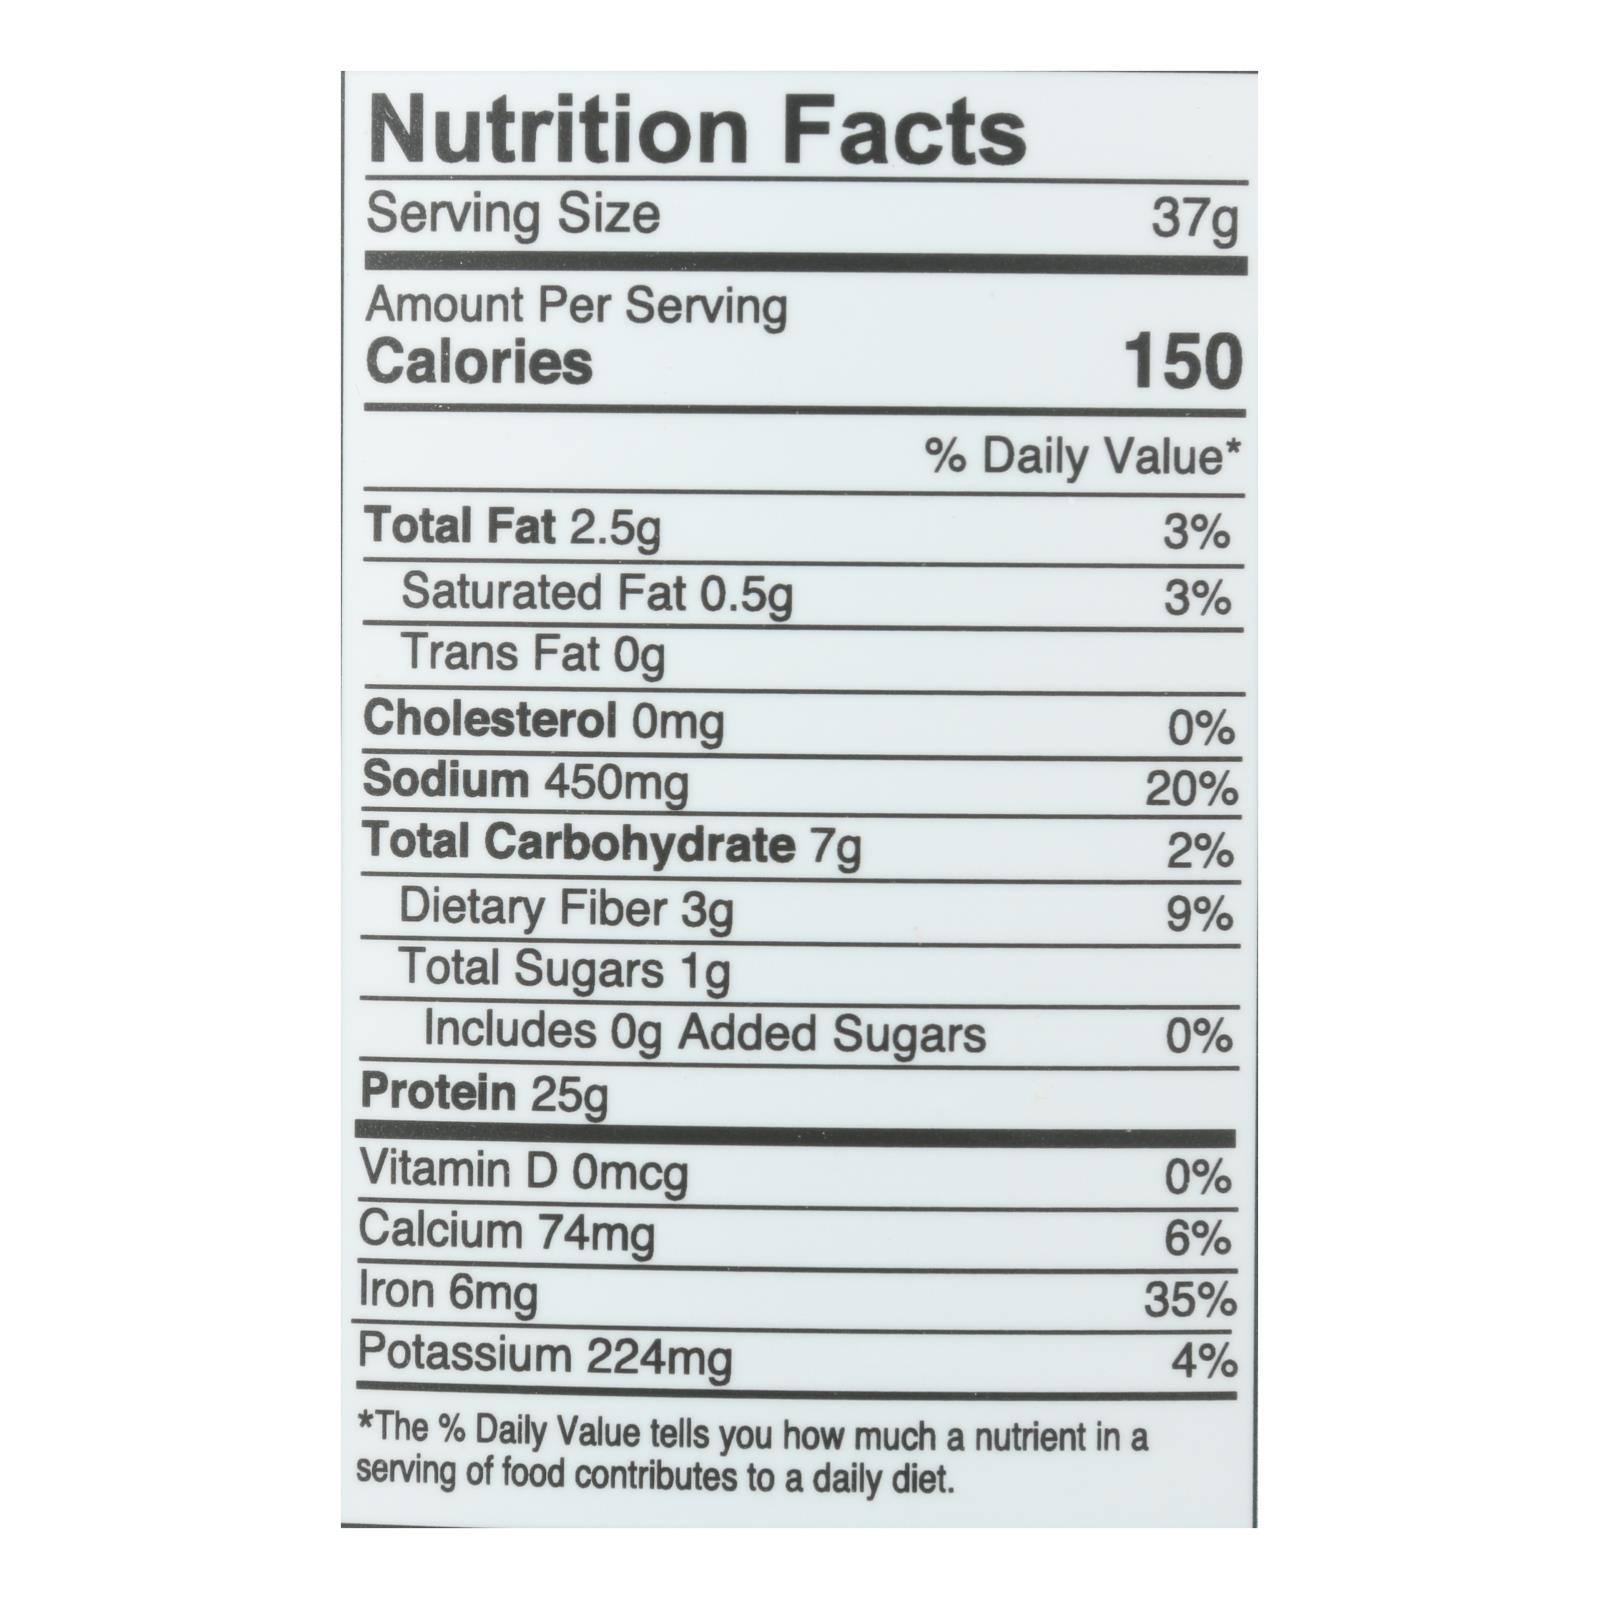 Nutrition Facts
Serving Size 37g
Amount Per Serving
Calories 150
% Daily Value*
Total Fat 2.5g 3%
Saturated Fat 0.5g 3%
Trans Fat 0g
Cholesterol 0mg 0%
Sodium 450mg 20%
Total Carbohydrate 7g 2%
Dietary Fiber 3g 9%
Total Sugars 1g
Includes 0g Added Sugars 0%
Protein 25g
Vitamin D 0mcg 0%
Calcium 74mg 6%
Iron 6mg 35%
Potassium 224mg 4%
*The % Daily Value tells you how much a nutrient in a
serving of food contributes to a daily diet.